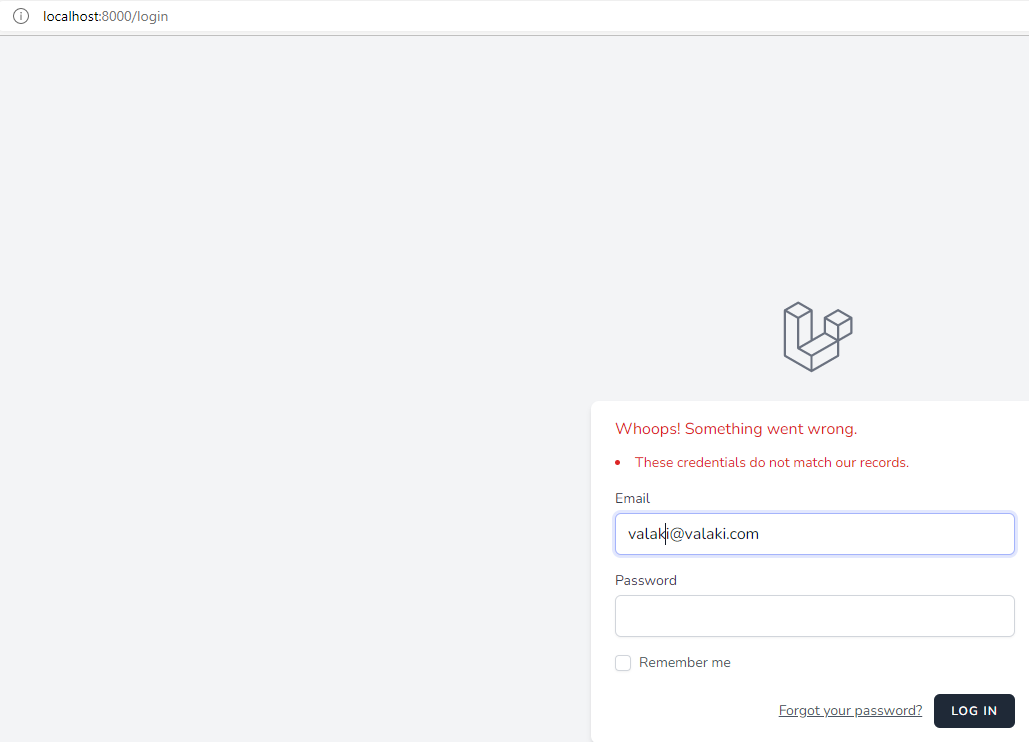 localhost:8000/login
Whoops! Something went wrong.
These credentials do not match our records.
Email
valaki@valaki.com
Password
Remember me
Forgot your password? LOG IN